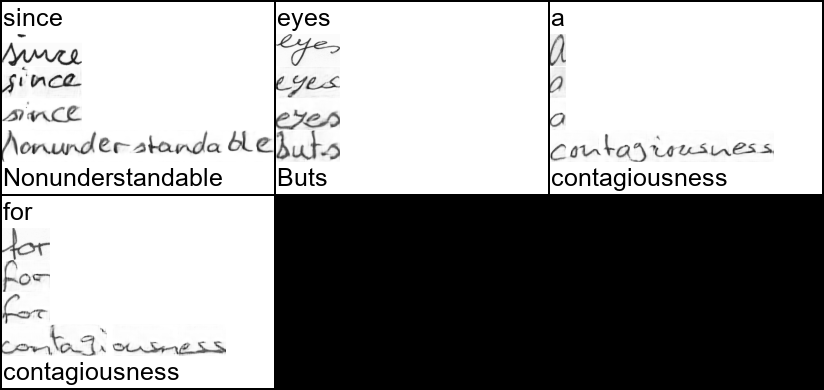 since
since
since
since
Nonunderstandable
Nonunderstandable
eyes
eyes
eyes
eyes
buts
Buts
a
a
a
a
contagiousness
contagiousness
for
for
for
for
contagiousness
contagiousness